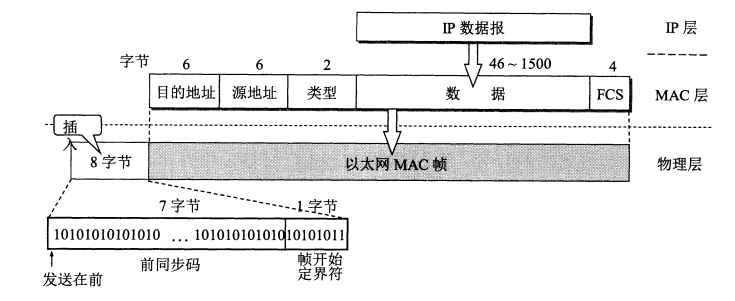 IP 数据报
IP 层
字节
6
6
2
46~1500
4
目的地址
源地址
类型
数 据
FCS
MAC 层
插入
8 字节
以太网 MAC 帧
物理层
7 字节
1 字节
10101010101010 … 101010101010
10101011
前同步码
帧开始
定界符
发送在前